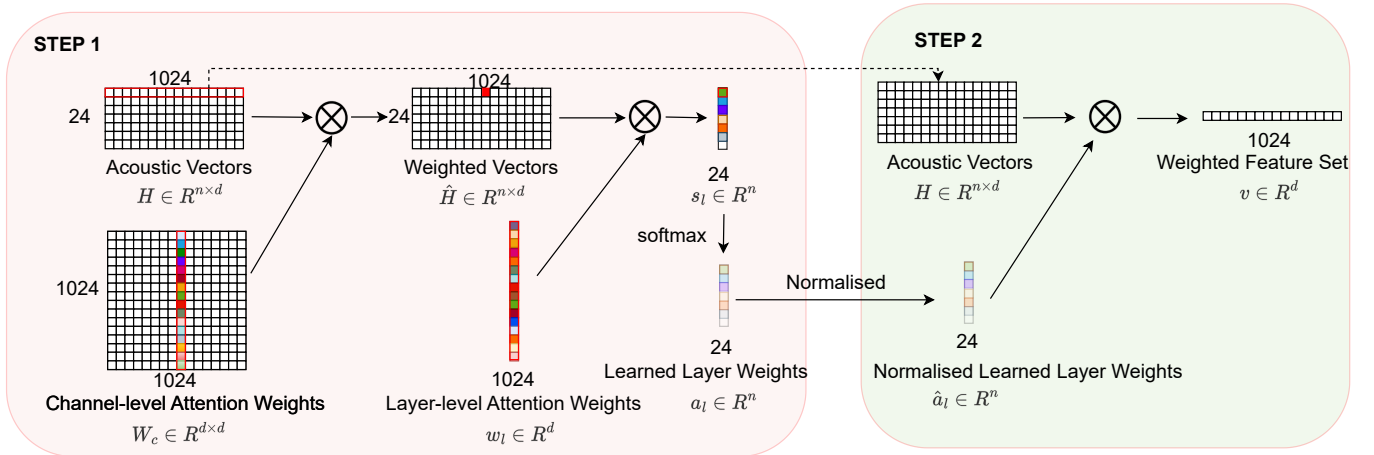 STEP 1
1024
24
Acoustic Vectors
H ∈ R^{n×d}
1024
1024
Channel-level Attention Weights
W_c ∈ R^{d×d}
1024
24
Weighted Vectors
Ĥ ∈ R^{n×d}
1024
Layer-level Attention Weights
w_l ∈ R^d
24
s_l ∈ R^n
softmax
24
Learned Layer Weights
a_l ∈ R^n
Normalised
STEP 2
Acoustic Vectors
H ∈ R^{n×d}
24
Normalised Learned Layer Weights
â_l ∈ R^n
1024
Weighted Feature Set
v ∈ R^d